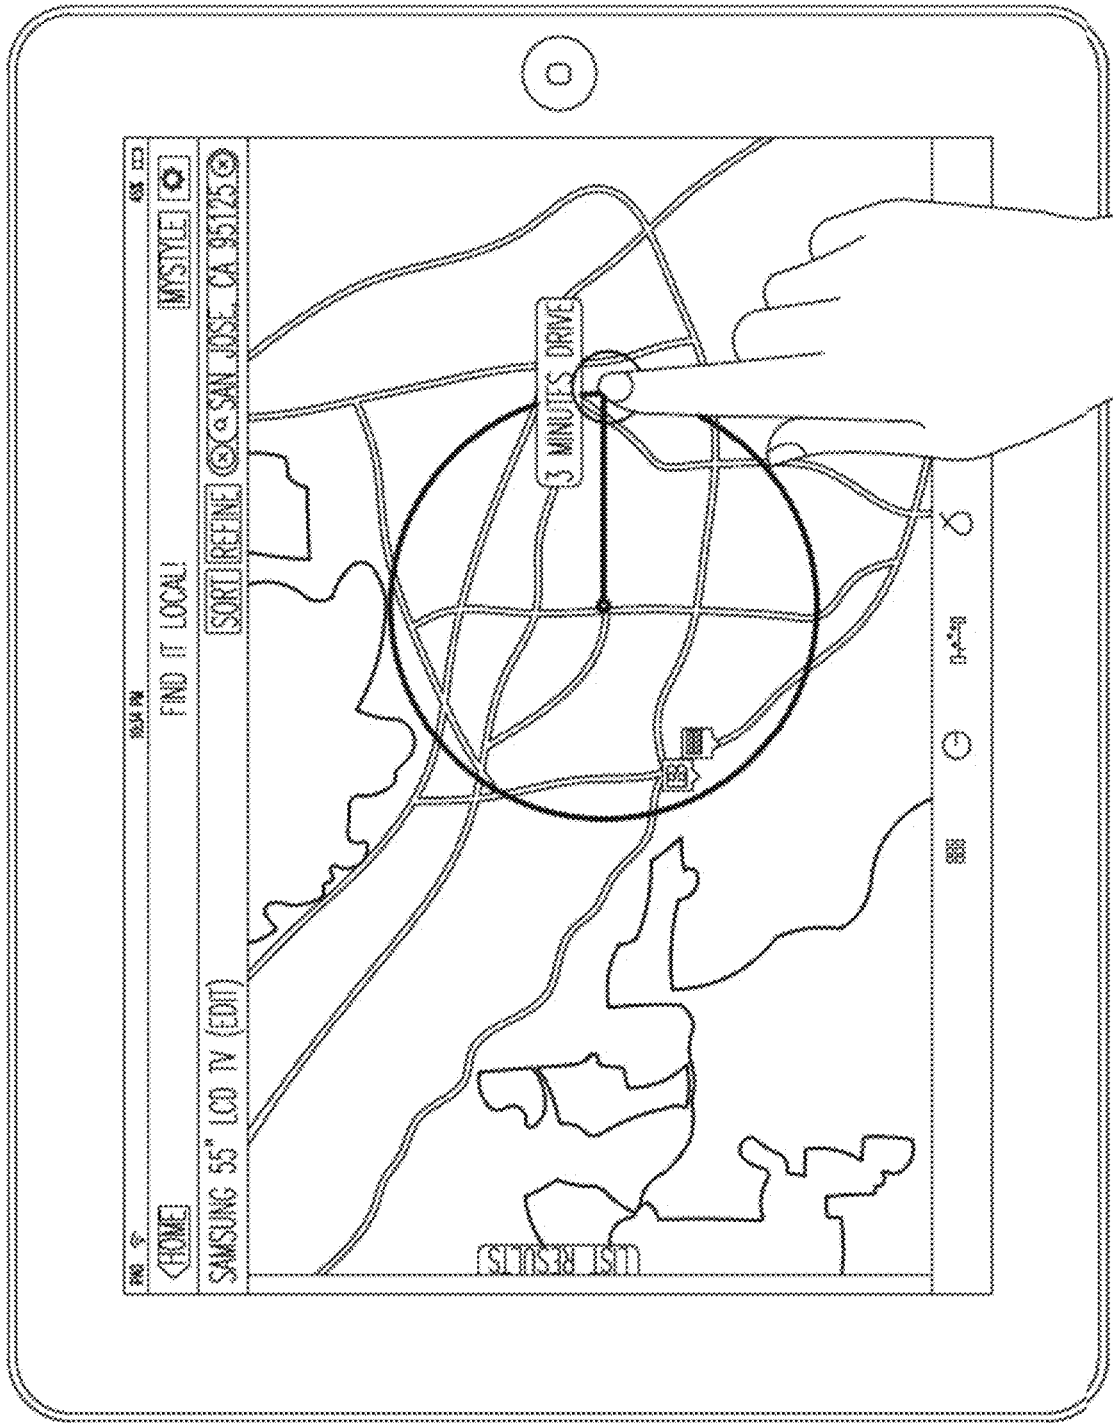 FIND IT LOCAL!
HOME
MYSTYLE
SAMSUNG 55" LCD TV (EDIT)
SORT REFINE
SAN JOSE, CA 95125
3 MINUTES DRIVE
LIST RESULTS